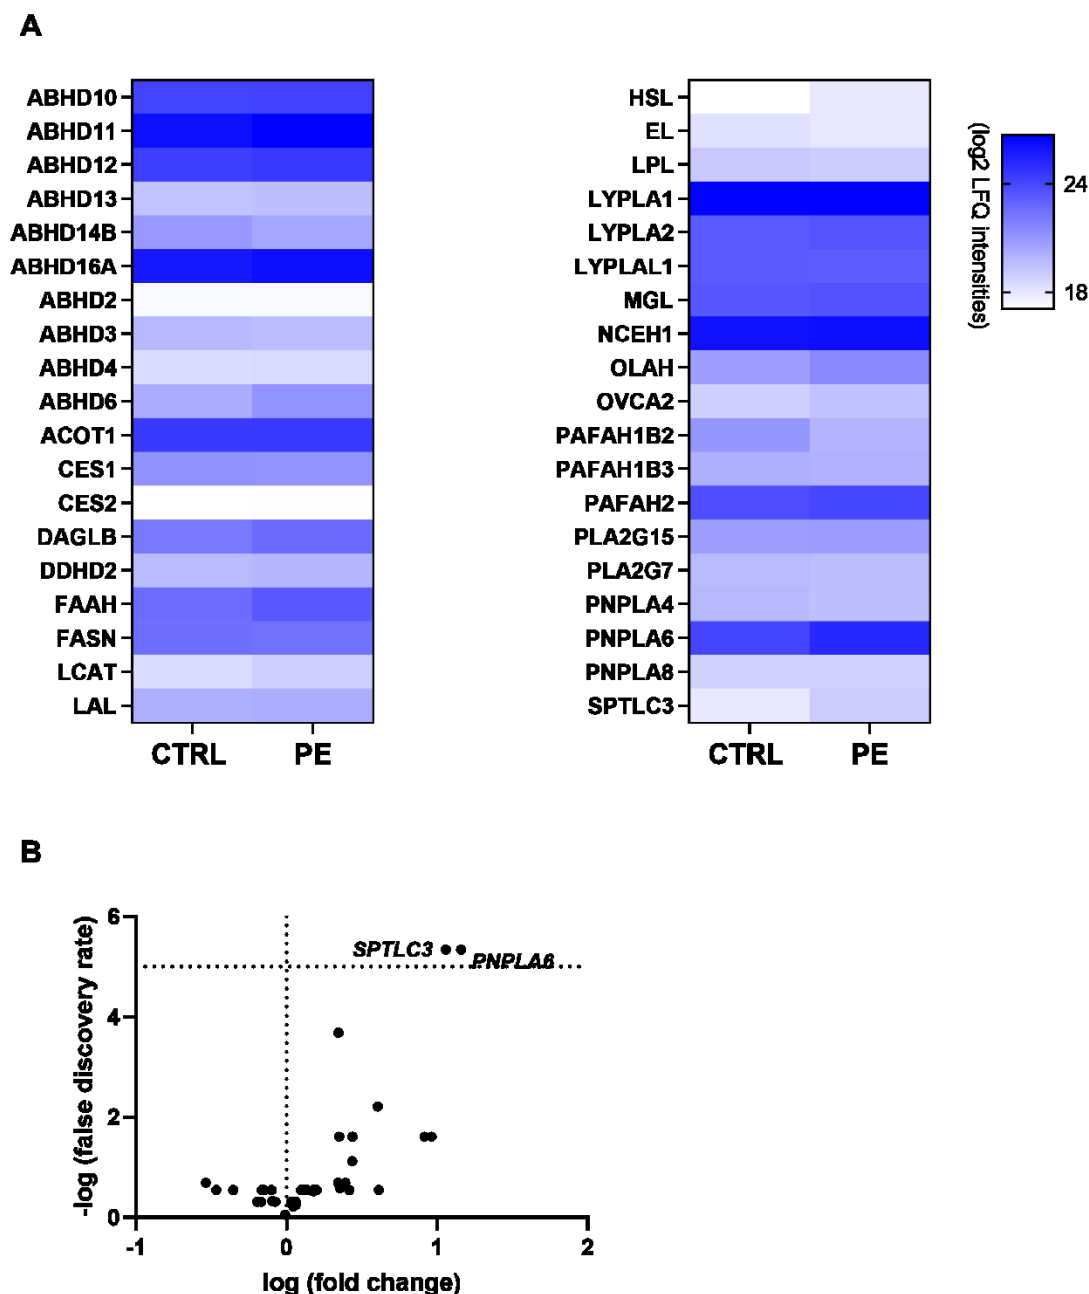 A
ABHD10
ABHD11
ABHD12
ABHD13
ABHD14B
ABHD16A
ABHD2
ABHD3
ABHD4
ABHD6
ACOT1
CES1
CES2
DAGLB
DDHD2
FAAH
FASN
LCAT
LAL
CTRL PE
HSL
EL
LPL
LYPLA1
LYPLA2
LYPLAL1
MGL
NCEH1
OLAH
OVCA2
PAFAH1B2
PAFAH1B3
PAFAH2
PLA2G15
PLA2G7
PNPLA4
PNPLA6
PNPLA8
SPTLC3
CTRL PE
(log2 LFQ intensities)
24
18
B
-log (false discovery rate)
6
4
2
0
SPTLC3
PNPLA6
-1 0 1 2
log (fold change)